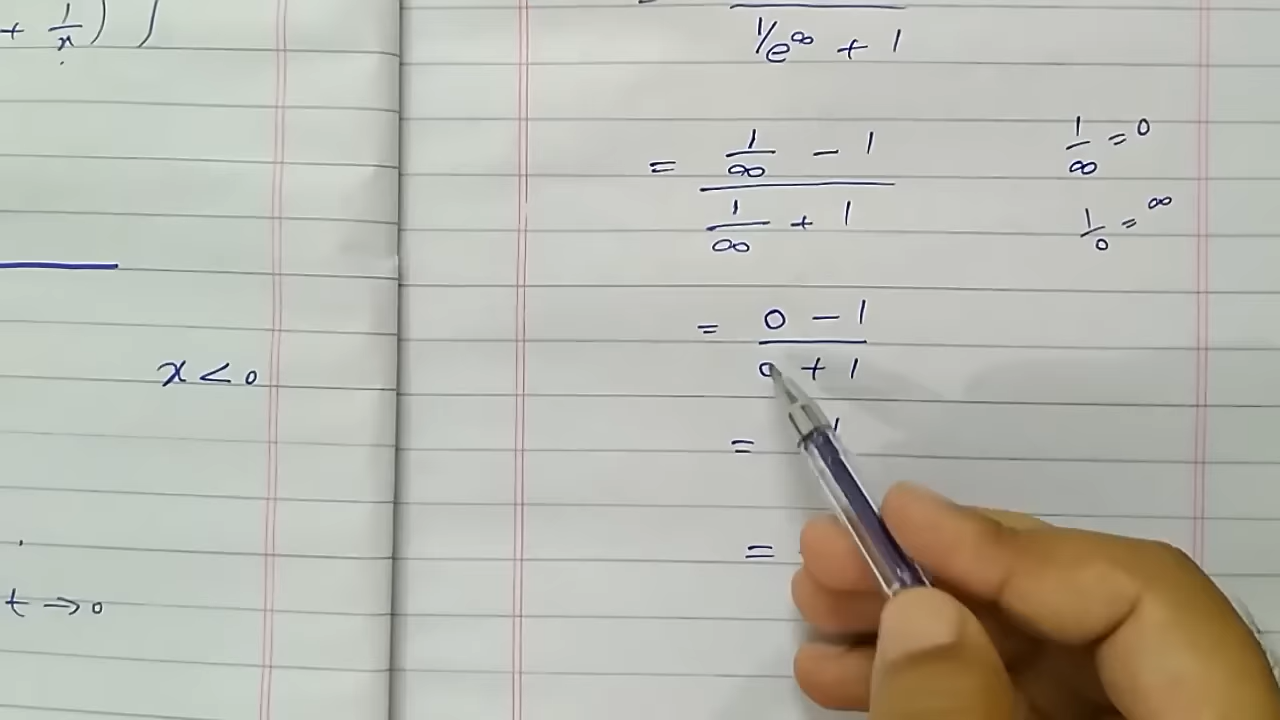 + 1/x) ]
x < 0
t → 0
1/e^∞ + 1
= (1/∞ - 1) / (1/∞ + 1)
1/∞ = 0
1/0 = ∞
= (0 - 1) / (0 + 1)
=
=